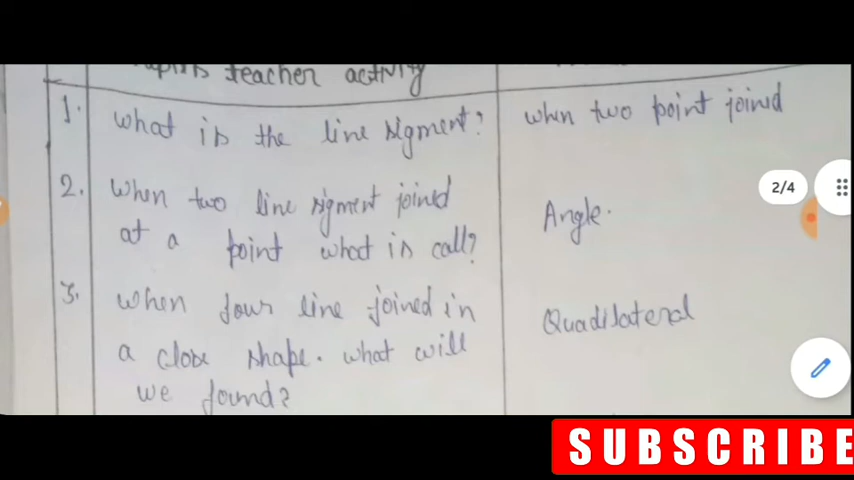 teacher activity
1. What is the line sigment? when two point joined
2. When two line sigment joined
at a point what is call? Angle.
3. When four line joined in
a close shape. what will
we found? Quadilateral
2/4
SUBSCRIBE